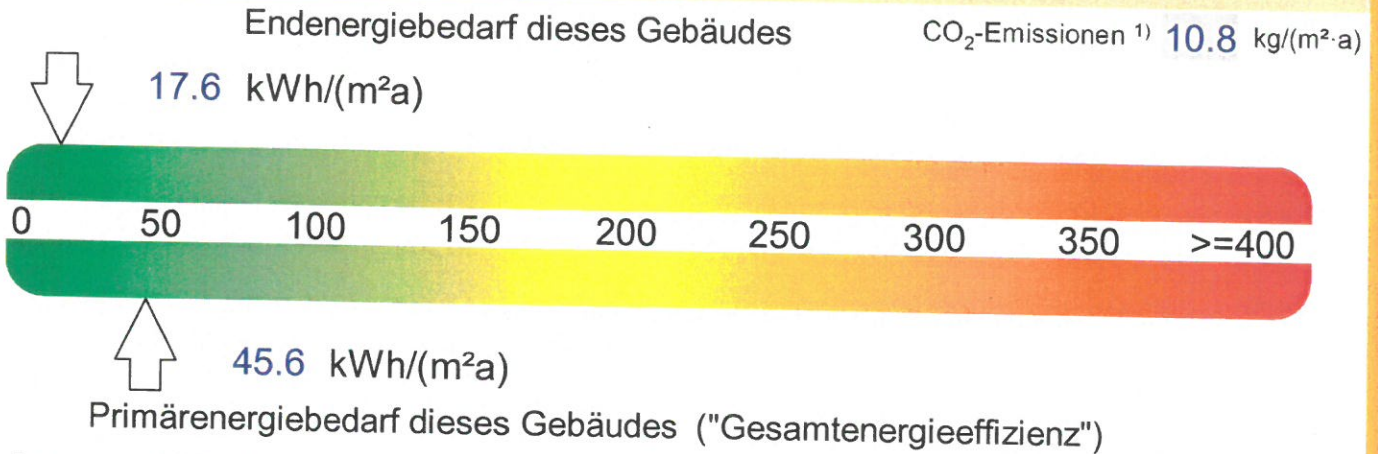 Endenergiebedarf dieses Gebäudes CO₂-Emissionen ¹⁾ 10.8 kg/(m²·a)
17.6 kWh/(m²a)
0 50 100 150 200 250 300 350 >=400
45.6 kWh/(m²a)
Primärenergiebedarf dieses Gebäudes ("Gesamtenergieeffizienz")